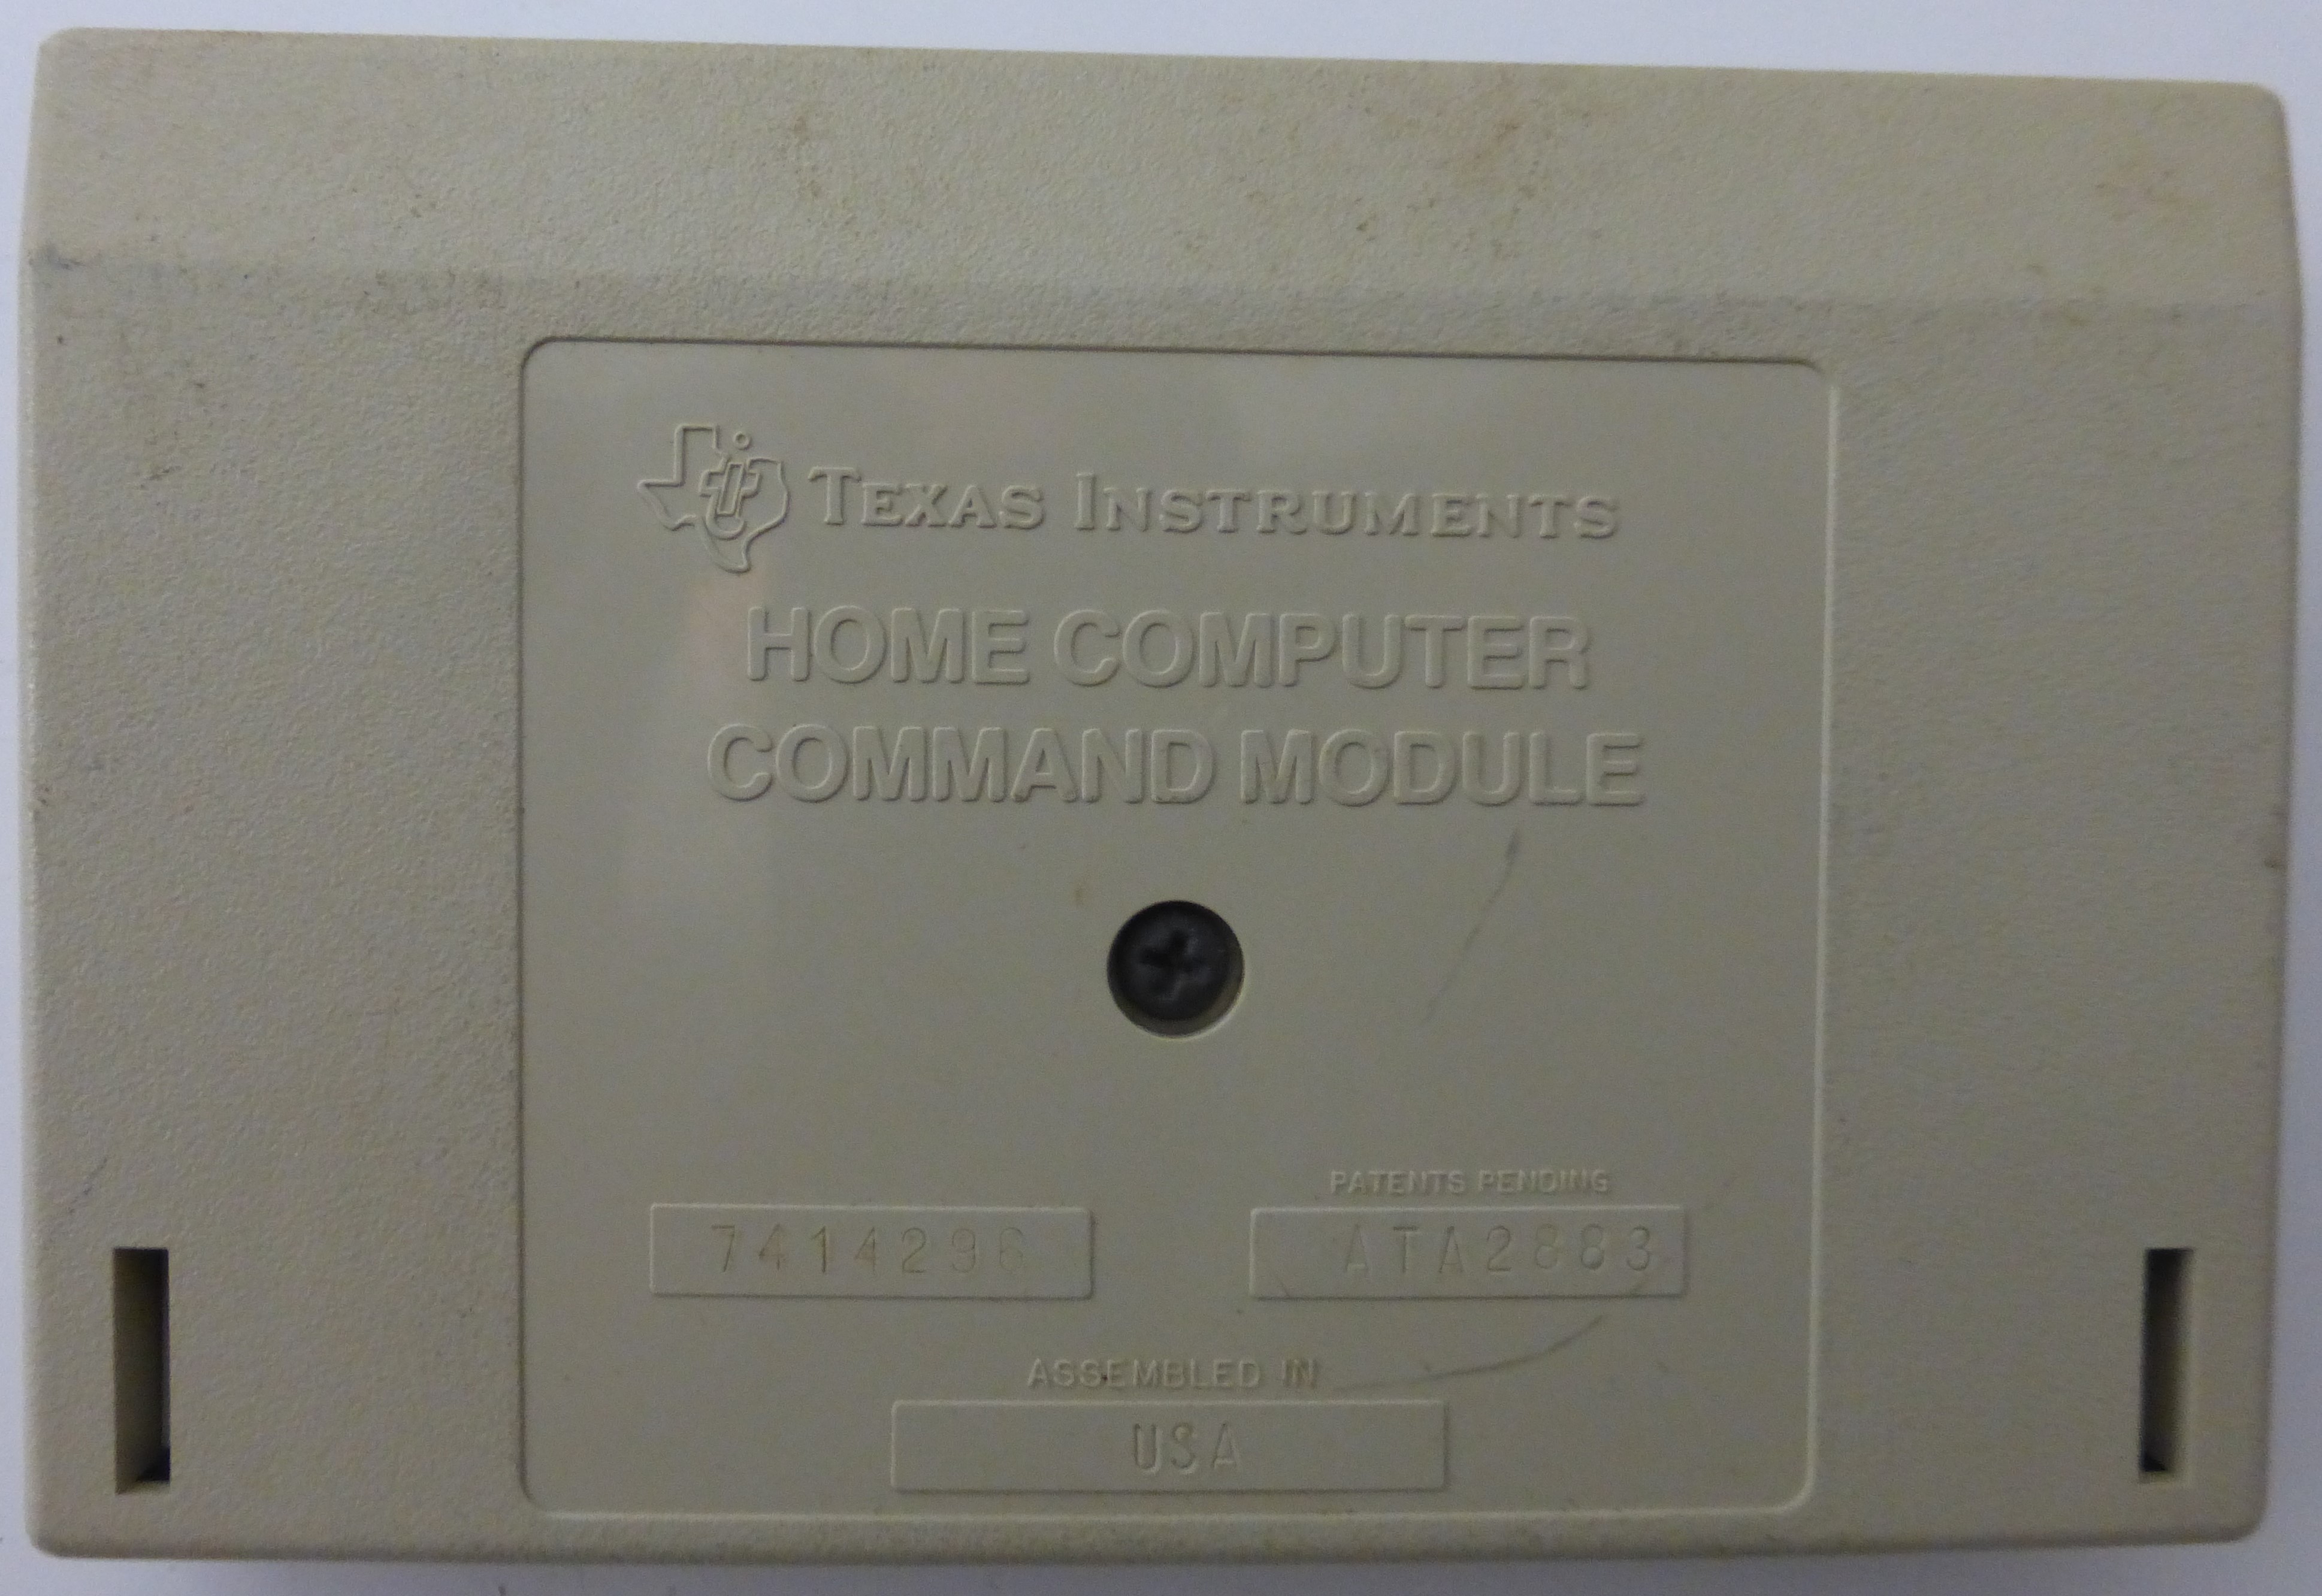 TEXAS INSTRUMENTS
HOME COMPUTER
COMMAND MODULE
PATENTS PENDING
7414296
ATA2883
ASSEMBLED IN
USA